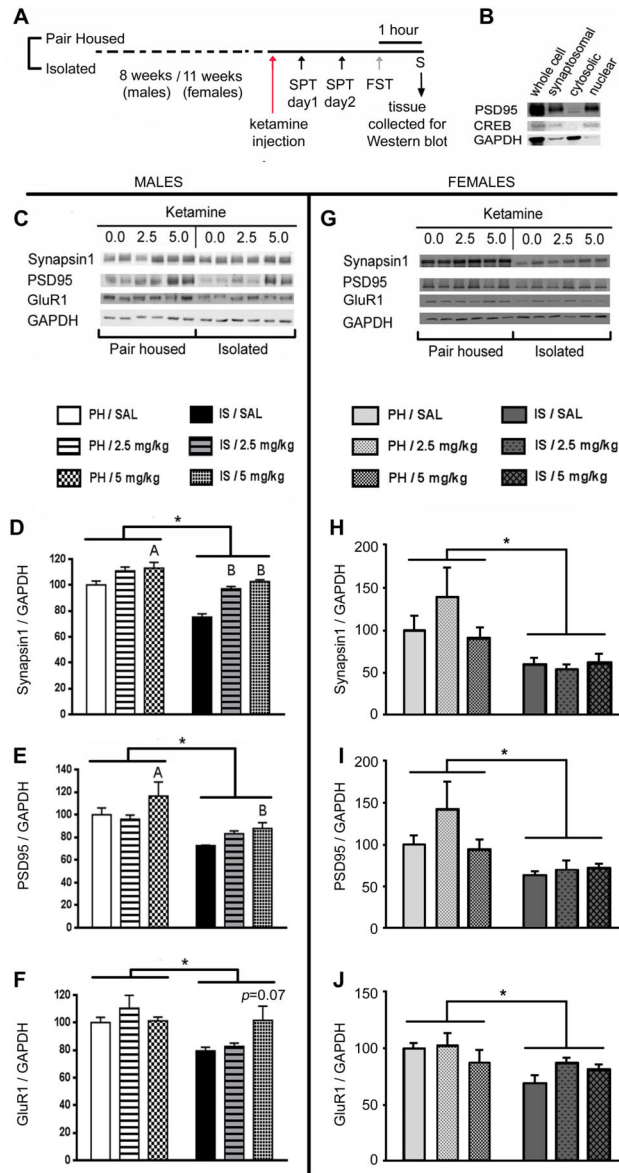 A
Pair Housed
Isolated
8 weeks / 11 weeks
(males) (females)
ketamine
injection
SPT
day1
SPT
day2
FST
1 hour
S
tissue
collected for
Western blot
B
whole cell
synaptosomal
cytosolic
nuclear
PSD95
CREB
GAPDH
MALES
FEMALES
C
Ketamine
0.0 2.5 5.0 0.0 2.5 5.0
Synapsin1
PSD95
GluR1
GAPDH
Pair housed Isolated
G
Ketamine
0.0 2.5 5.0 0.0 2.5 5.0
Synapsin1
PSD95
GluR1
GAPDH
Pair housed Isolated
PH / SAL IS / SAL
PH / 2.5 mg/kg IS / 2.5 mg/kg
PH / 5 mg/kg IS / 5 mg/kg
PH / SAL IS / SAL
PH / 2.5 mg/kg IS / 2.5 mg/kg
PH / 5 mg/kg IS / 5 mg/kg
D
Synapsin1 / GAPDH
120
100
80
60
40
20
0
*
A
B B
H
Synapsin1 / GAPDH
200
150
100
50
0
*
E
PSD95 / GAPDH
140
120
100
80
60
40
20
0
*
A
B
I
PSD95 / GAPDH
200
150
100
50
0
*
F
GluR1 / GAPDH
120
100
80
60
40
20
0
*
p=0.07
J
GluR1 / GAPDH
150
100
50
0
*